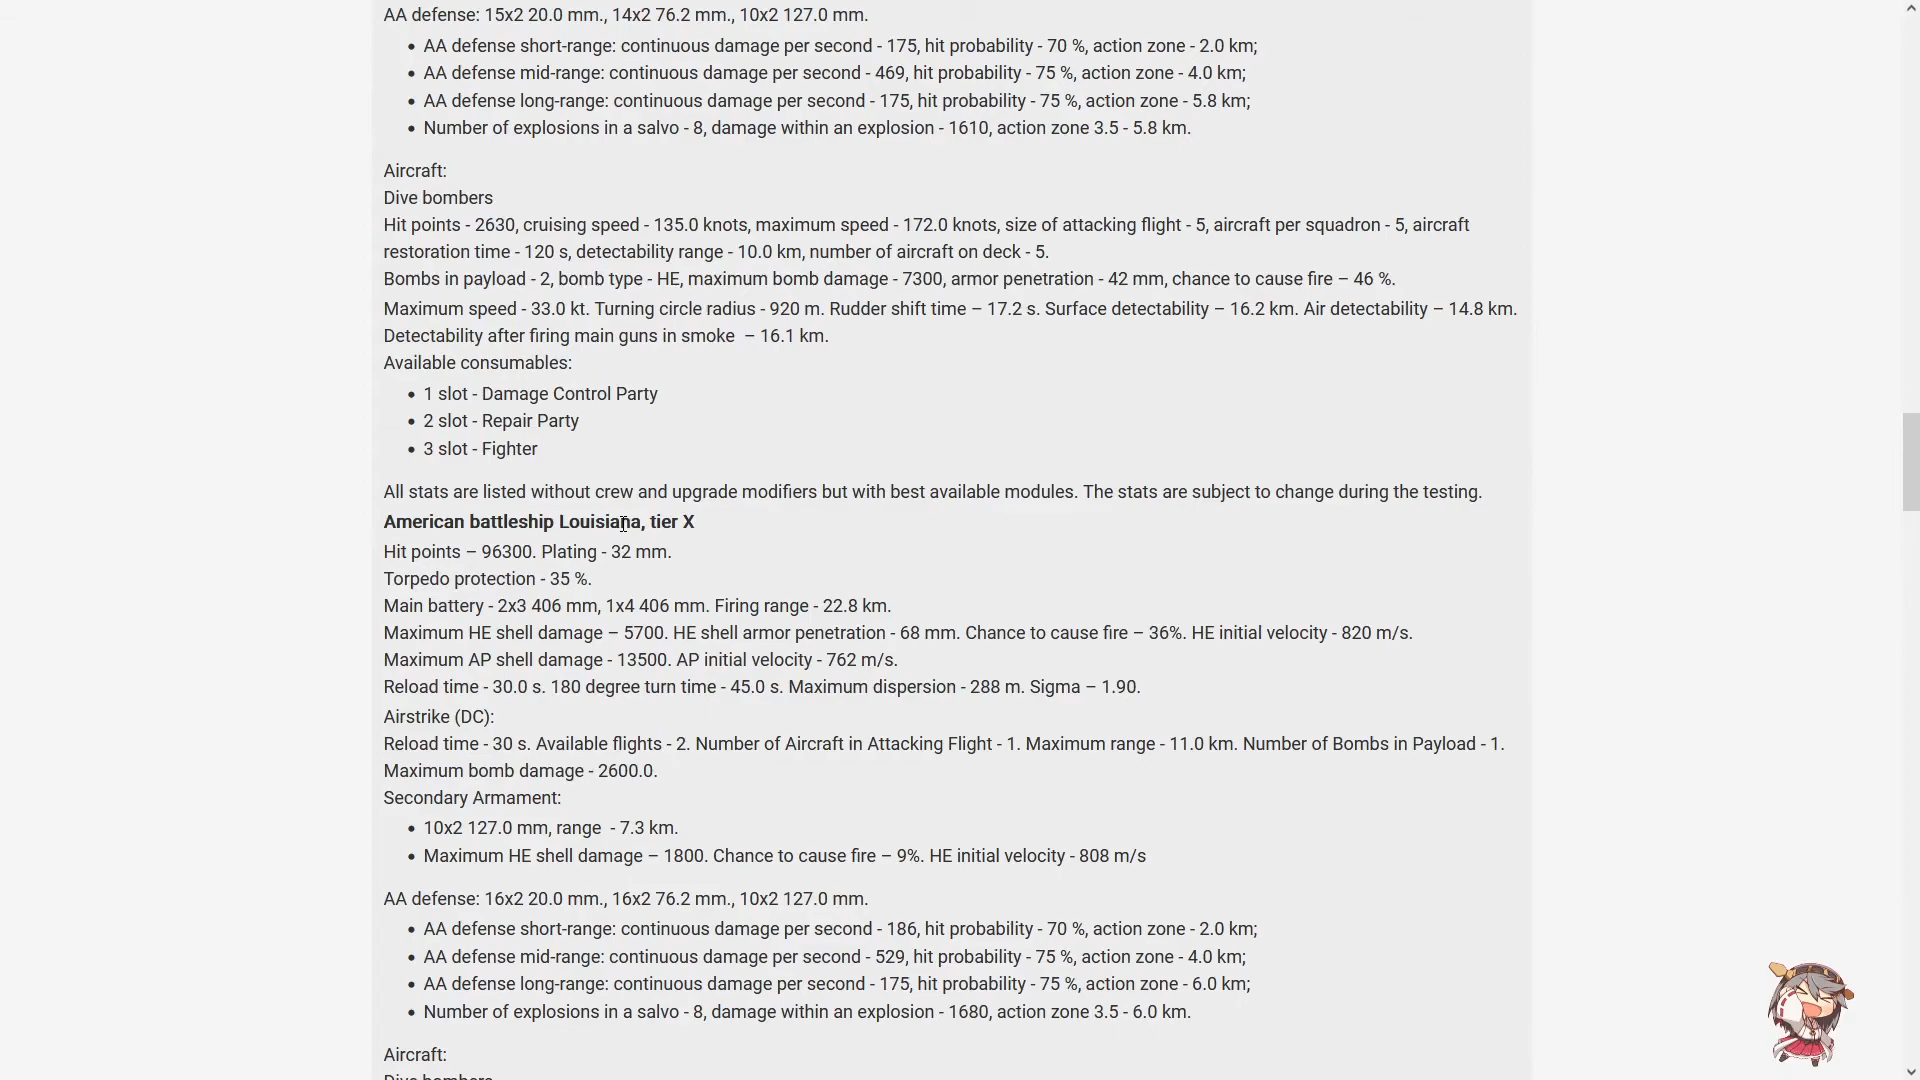 AA defense: 15x2 20.0 mm., 14x2 76.2 mm., 10x2 127.0 mm.
• AA defense short-range: continuous damage per second - 175, hit probability - 70 %, action zone - 2.0 km;
• AA defense mid-range: continuous damage per second - 469, hit probability - 75 %, action zone - 4.0 km;
• AA defense long-range: continuous damage per second - 175, hit probability - 75 %, action zone - 5.8 km;
• Number of explosions in a salvo - 8, damage within an explosion - 1610, action zone 3.5 - 5.8 km.
Aircraft:
Dive bombers
Hit points - 2630, cruising speed - 135.0 knots, maximum speed - 172.0 knots, size of attacking flight - 5, aircraft per squadron - 5, aircraft
restoration time - 120 s, detectability range - 10.0 km, number of aircraft on deck - 5.
Bombs in payload - 2, bomb type - HE, maximum bomb damage - 7300, armor penetration - 42 mm, chance to cause fire – 46 %.
Maximum speed - 33.0 kt. Turning circle radius - 920 m. Rudder shift time – 17.2 s. Surface detectability – 16.2 km. Air detectability – 14.8 km.
Detectability after firing main guns in smoke – 16.1 km.
Available consumables:
• 1 slot - Damage Control Party
• 2 slot - Repair Party
• 3 slot - Fighter
All stats are listed without crew and upgrade modifiers but with best available modules. The stats are subject to change during the testing.
American battleship Louisiana, tier X
Hit points – 96300. Plating - 32 mm.
Torpedo protection - 35 %.
Main battery - 2x3 406 mm, 1x4 406 mm. Firing range - 22.8 km.
Maximum HE shell damage – 5700. HE shell armor penetration - 68 mm. Chance to cause fire – 36%. HE initial velocity - 820 m/s.
Maximum AP shell damage - 13500. AP initial velocity - 762 m/s.
Reload time - 30.0 s. 180 degree turn time - 45.0 s. Maximum dispersion - 288 m. Sigma – 1.90.
Airstrike (DC):
Reload time - 30 s. Available flights - 2. Number of Aircraft in Attacking Flight - 1. Maximum range - 11.0 km. Number of Bombs in Payload - 1.
Maximum bomb damage - 2600.0.
Secondary Armament:
• 10x2 127.0 mm, range - 7.3 km.
• Maximum HE shell damage – 1800. Chance to cause fire – 9%. HE initial velocity - 808 m/s
AA defense: 16x2 20.0 mm., 16x2 76.2 mm., 10x2 127.0 mm.
• AA defense short-range: continuous damage per second - 186, hit probability - 70 %, action zone - 2.0 km;
• AA defense mid-range: continuous damage per second - 529, hit probability - 75 %, action zone - 4.0 km;
• AA defense long-range: continuous damage per second - 175, hit probability - 75 %, action zone - 6.0 km;
• Number of explosions in a salvo - 8, damage within an explosion - 1680, action zone 3.5 - 6.0 km.
Aircraft:
Dive bombers